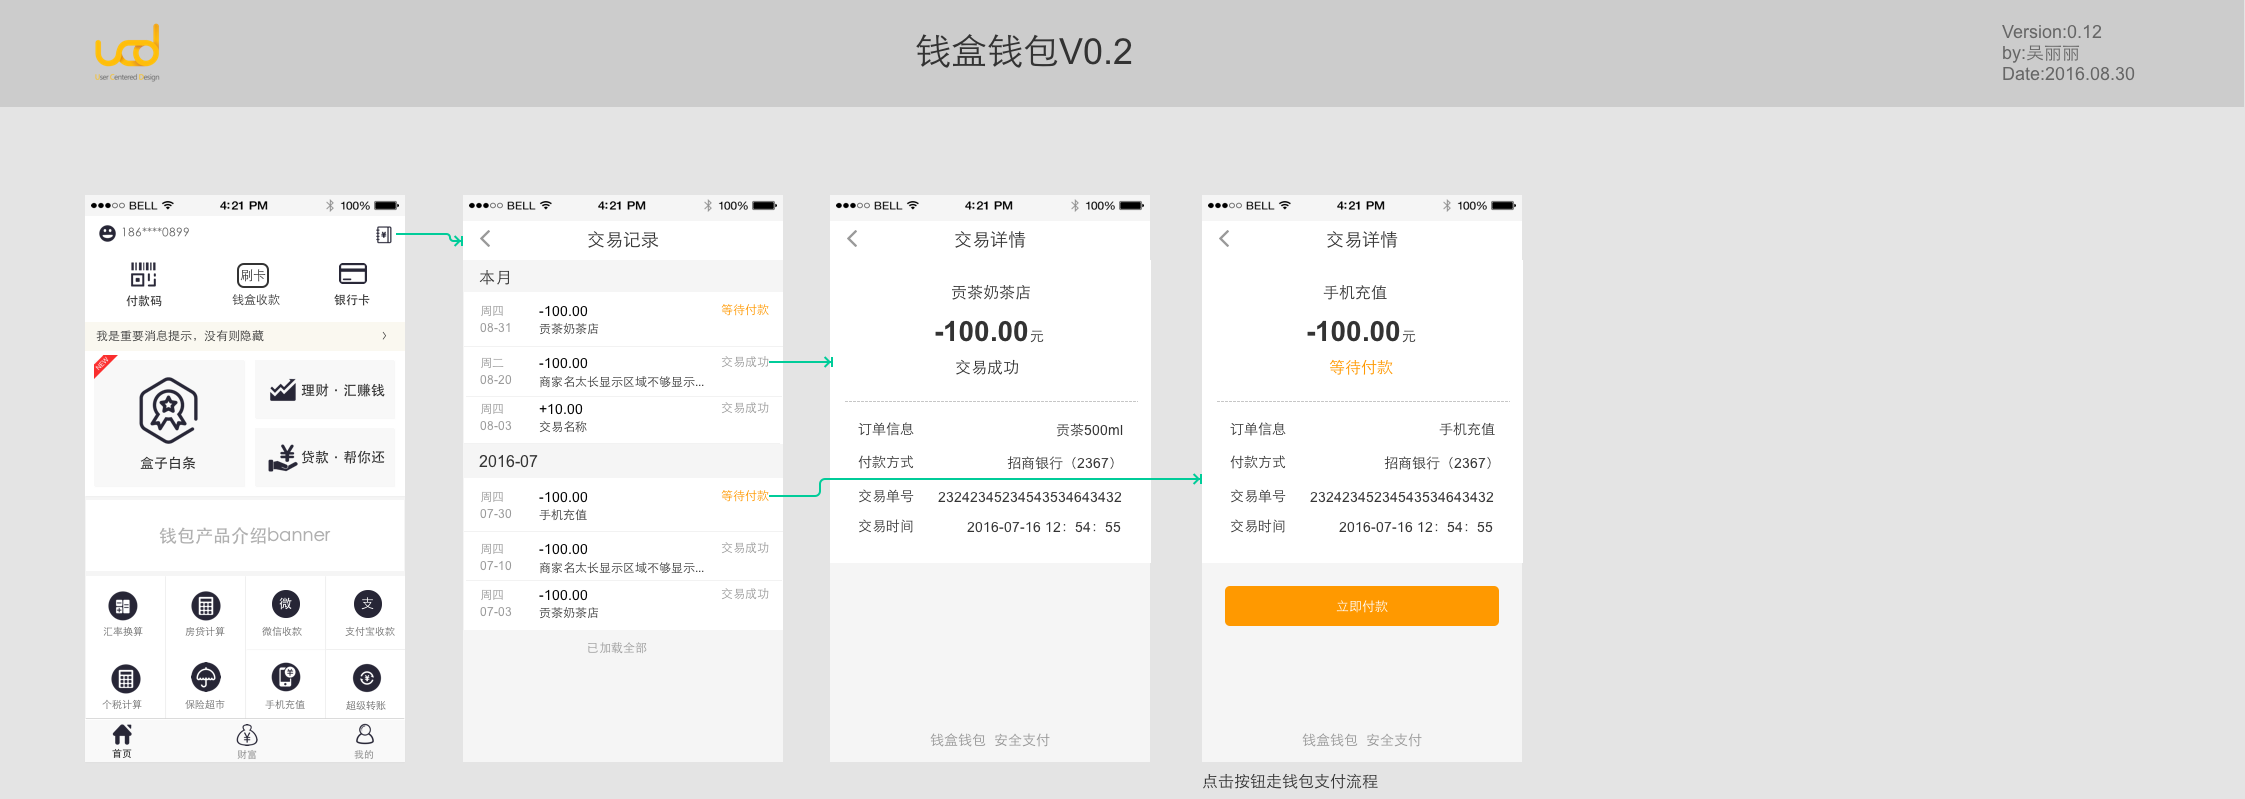 ucd
User Centered Design
钱盒钱包V0.2
Version:0.12
by:吴丽丽
Date:2016.08.30
BELL 4:21 PM 100%
186****0899
付款码
刷卡
钱盒收款
银行卡
我是重要消息提示，没有则隐藏
NEW
盒子白条
理财·汇赚钱
贷款·帮你还
钱包产品介绍banner
汇率换算
房贷计算
微
微信收款
支
支付宝收款
个税计算
保险超市
手机充值
超级转账
首页
财富
我的
BELL 4:21 PM 100%
交易记录
本月
周四 -100.00 等待付款
08-31 贡茶奶茶店
周二 -100.00 交易成功
08-20 商家名太长显示区域不够显示...
周四 +10.00 交易成功
08-03 交易名称
2016-07
周四 -100.00 等待付款
07-30 手机充值
周四 -100.00 交易成功
07-10 商家名太长显示区域不够显示...
周四 -100.00 交易成功
07-03 贡茶奶茶店
已加载全部
BELL 4:21 PM 100%
交易详情
贡茶奶茶店
-100.00元
交易成功
订单信息 贡茶500ml
付款方式 招商银行（2367）
交易单号 23242345234543534643432
交易时间 2016-07-16 12：54：55
钱盒钱包 安全支付
BELL 4:21 PM 100%
交易详情
手机充值
-100.00元
等待付款
订单信息 手机充值
付款方式 招商银行（2367）
交易单号 23242345234543534643432
交易时间 2016-07-16 12：54：55
立即付款
钱盒钱包 安全支付
点击按钮走钱包支付流程